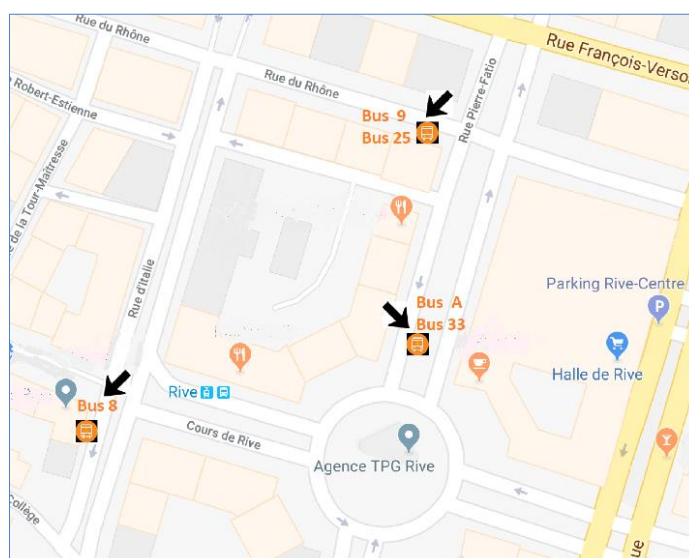 Rue du Rhône
Rue François-Verson
Rue du Rhône
Robert-Estienne
Bus 9
Bus 25
Rue Pierre-Fatio
de la Tour-Maîtresse
Rue d'Italie
Parking Rive-Centre
Bus A
Bus 33
Halle de Rive
Rive
Bus 8
Cours de Rive
Agence TPG Rive
Collège
ue